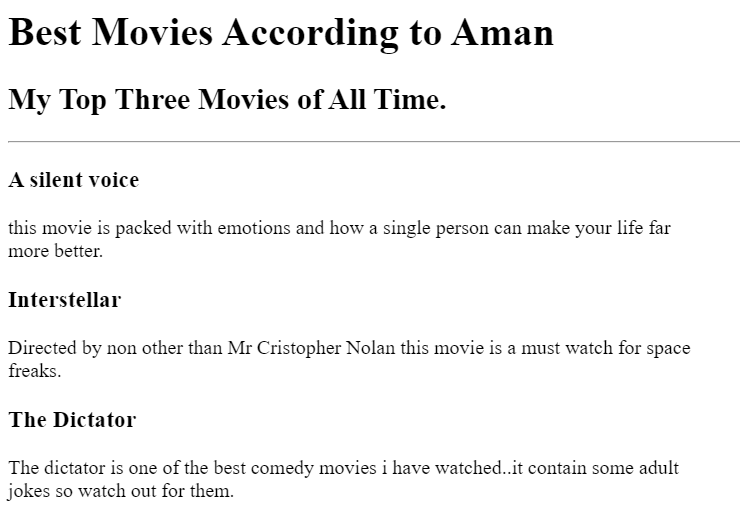 Best Movies According to Aman
My Top Three Movies of All Time.
A silent voice
this movie is packed with emotions and how a single person can make your life far
more better.
Interstellar
Directed by non other than Mr Cristopher Nolan this movie is a must watch for space
freaks.
The Dictator
The dictator is one of the best comedy movies i have watched..it contain some adult
jokes so watch out for them.